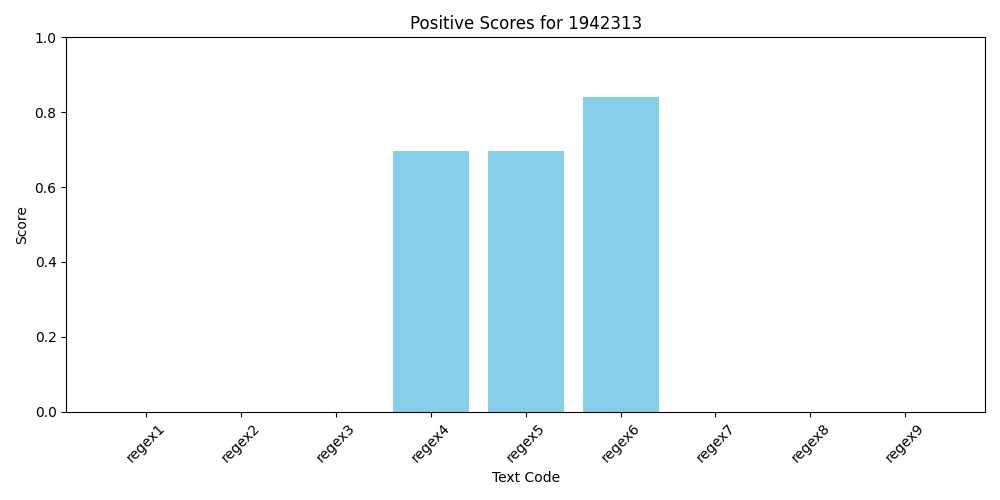 Positive Scores for 1942313
1.0
0.8
0.6
0.4
0.2
0.0
Score
regex1
regex2
regex3
regex4
regex5
regex6
regex7
regex8
regex9
Text Code